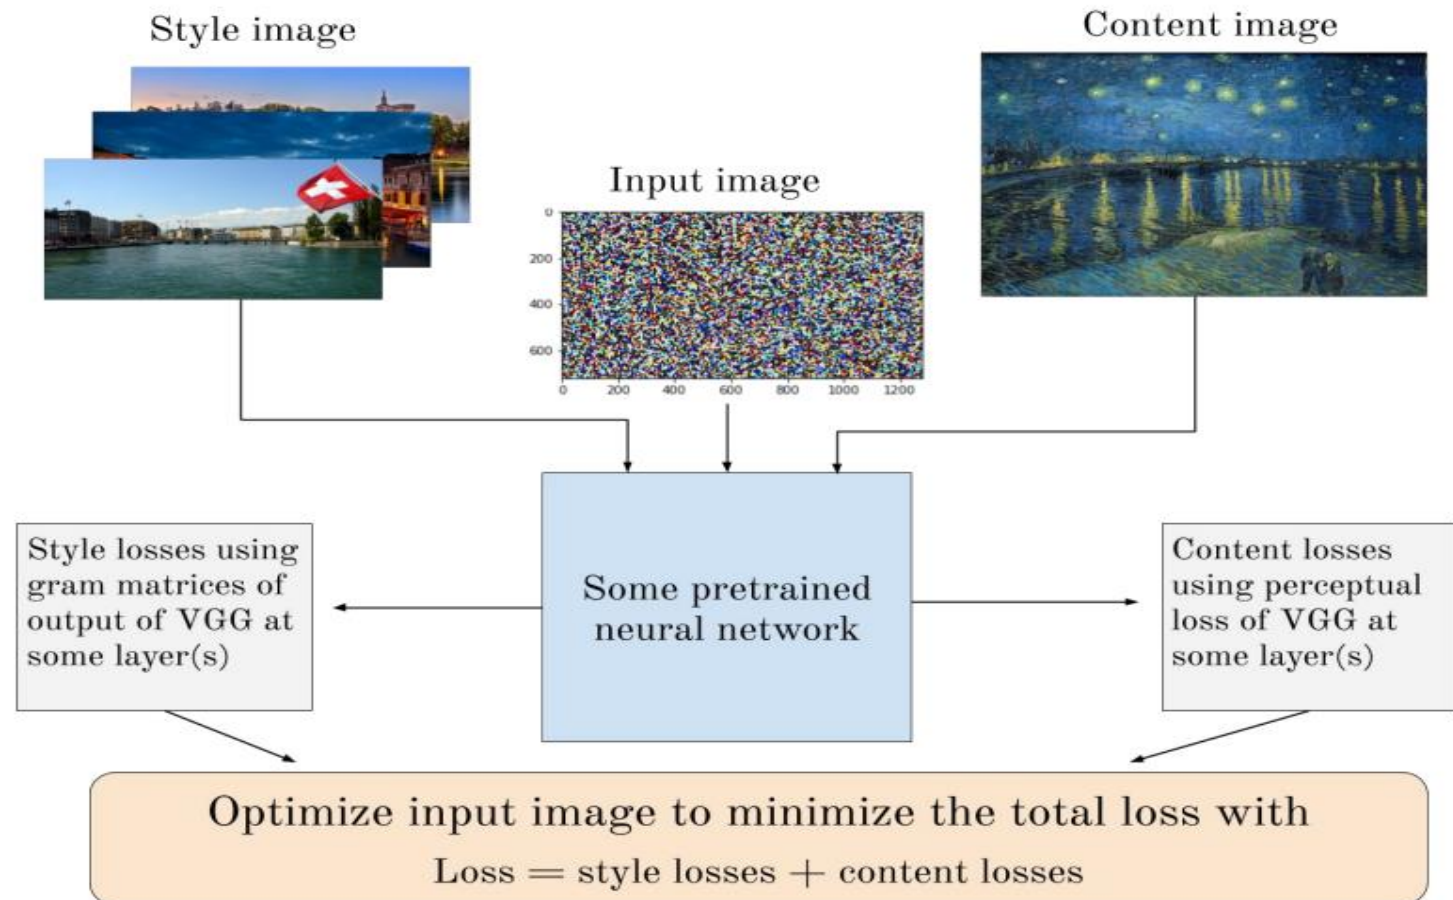 Style image
Content image
Input image
0
200
400
600
0 200 400 600 800 1000 1200
Style losses using
gram matrices of
output of VGG at
some layer(s)
Some pretrained
neural network
Content losses
using perceptual
loss of VGG at
some layer(s)
Optimize input image to minimize the total loss with
Loss = style losses + content losses